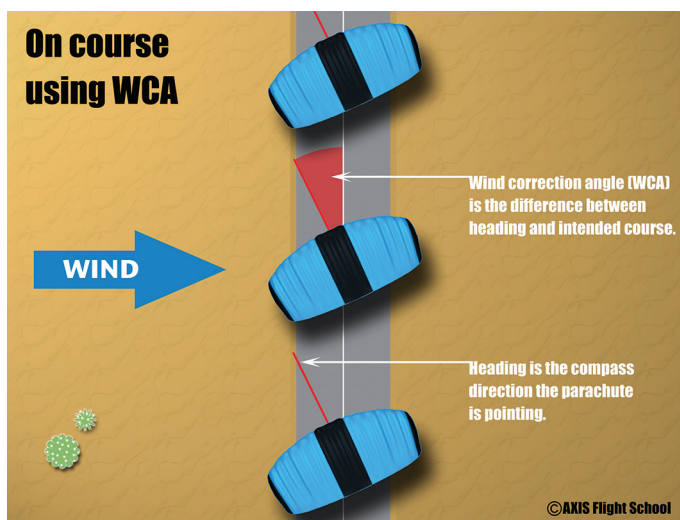 On course
using WCA
Wind correction angle (WCA)
is the difference between
heading and intended course.
WIND
Heading is the compass
direction the parachute
is pointing.
©AXIS Flight School